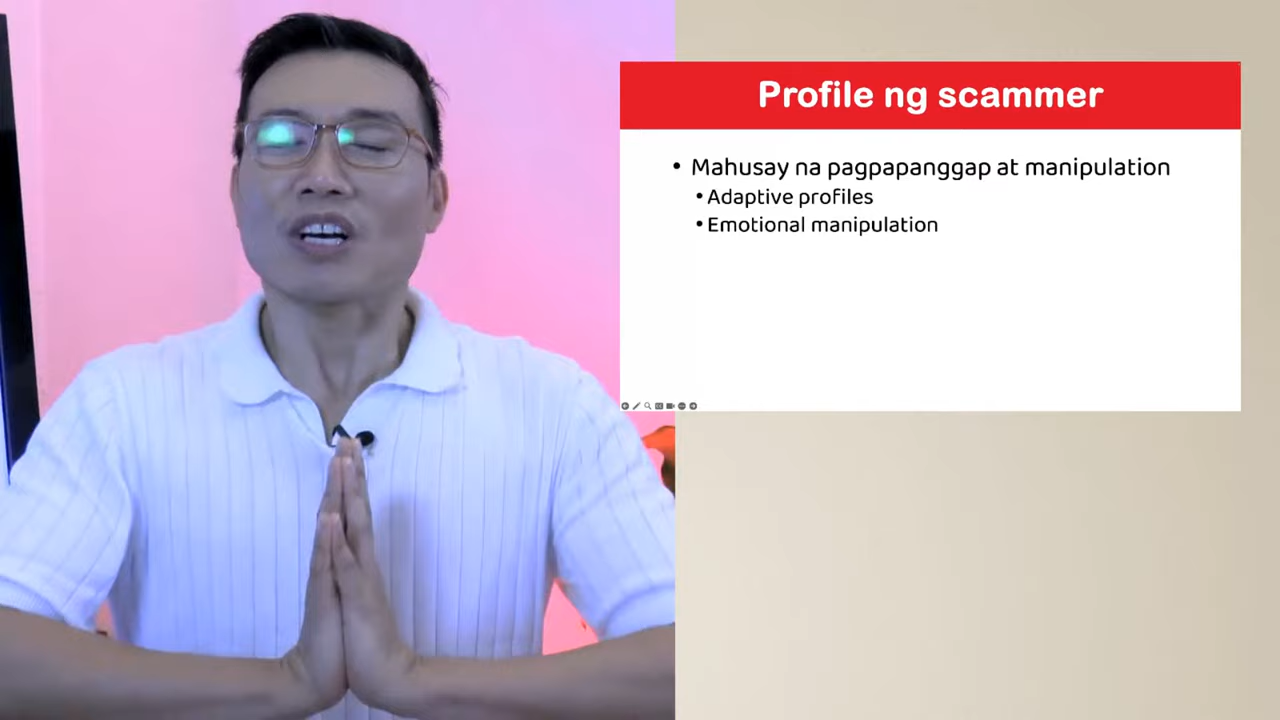 Profile ng scammer
• Mahusay na pagpapanggap at manipulation
• Adaptive profiles
• Emotional manipulation